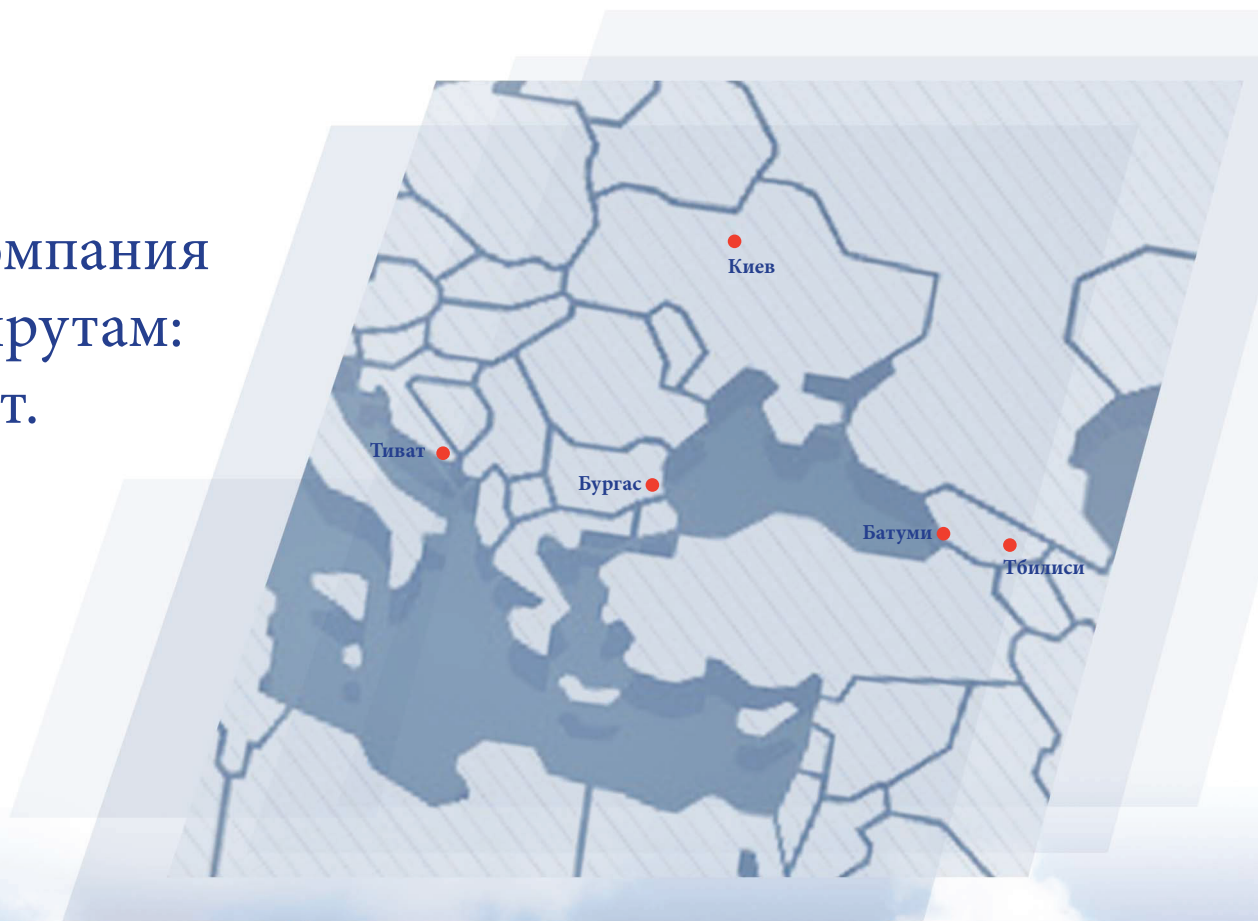 омпания
рутам:
т.
Киев
Тиват
Бургас
Батуми
Тбилиси